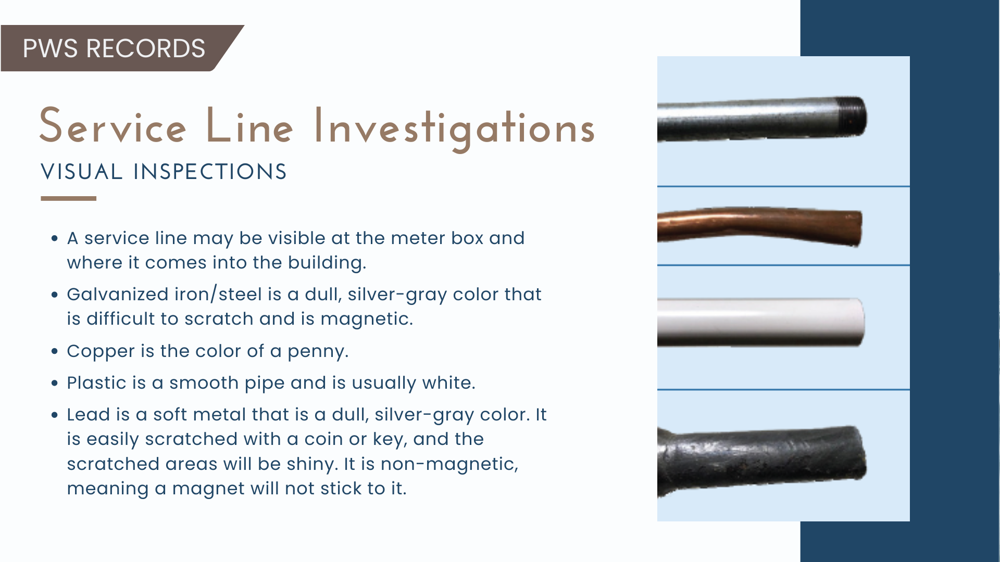 PWS RECORDS
Service Line Investigations
VISUAL INSPECTIONS
• A service line may be visible at the meter box and
where it comes into the building.
• Galvanized iron/steel is a dull, silver-gray color that
is difficult to scratch and is magnetic.
• Copper is the color of a penny.
• Plastic is a smooth pipe and is usually white.
• Lead is a soft metal that is a dull, silver-gray color. It
is easily scratched with a coin or key, and the
scratched areas will be shiny. It is non-magnetic,
meaning a magnet will not stick to it.